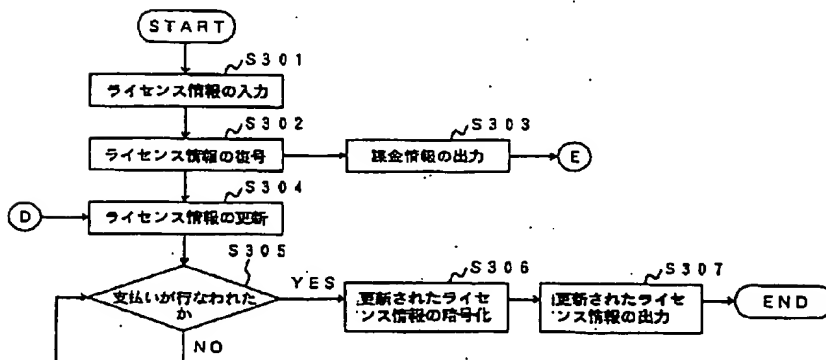 START
S301
ライセンス情報の入力
S302
ライセンス情報の復号
S303
課金情報の出力
E
S304
D
ライセンス情報の更新
S305
支払いが行なわれた
か
YES
NO
S306
更新されたライセ
ンス情報の暗号化
S307
更新されたライセ
ンス情報の出力
END